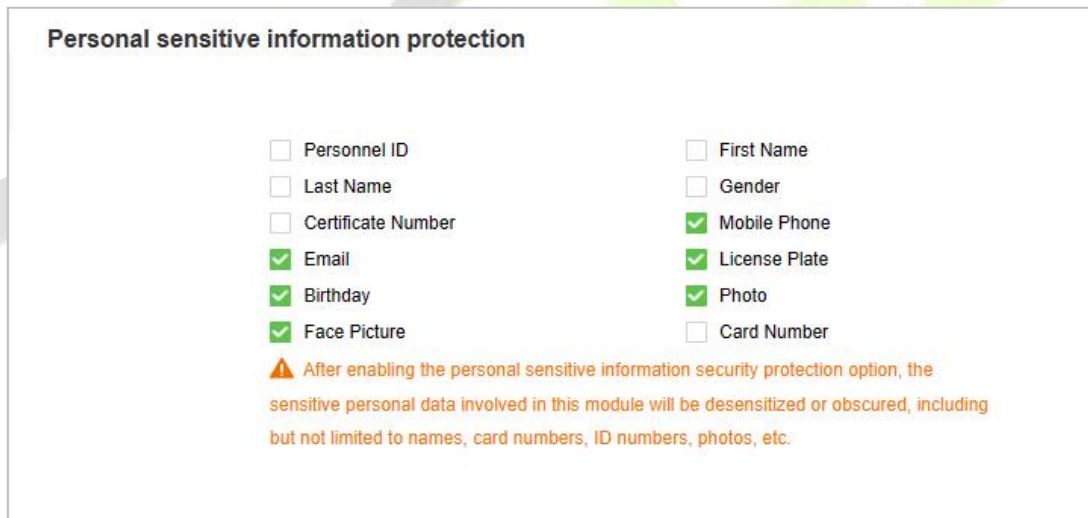 Personal sensitive information protection
Personnel ID
First Name
Last Name
Gender
Certificate Number
Mobile Phone
Email
License Plate
Birthday
Photo
Face Picture
Card Number
After enabling the personal sensitive information security protection option, the
sensitive personal data involved in this module will be desensitized or obscured, including
but not limited to names, card numbers, ID numbers, photos, etc.